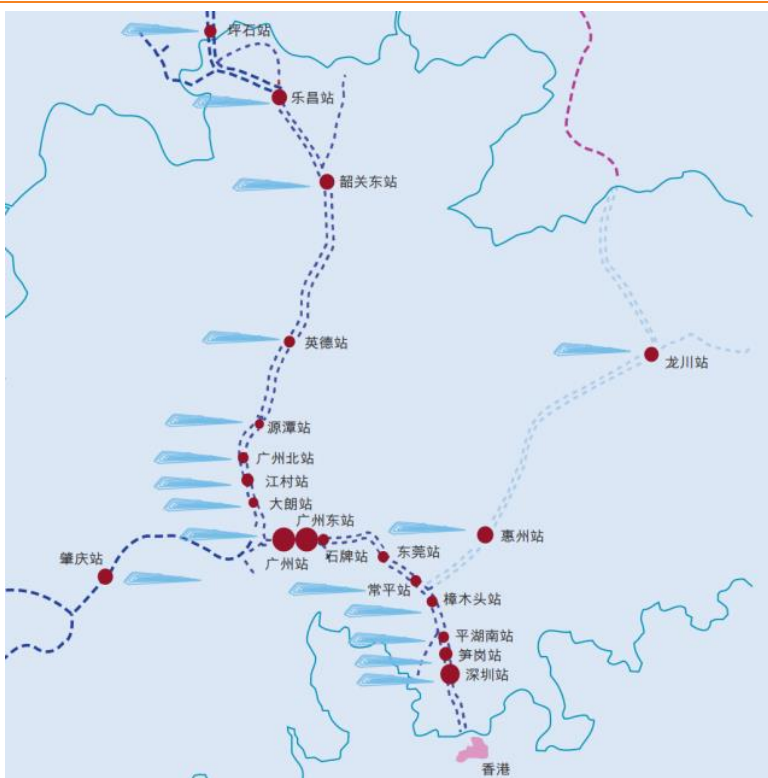 坪石站
乐昌站
韶关东站
英德站
龙川站
源潭站
广州北站
江村站
大朗站
广州东站
惠州站
石牌站
东莞站
广州站
肇庆站
常平站
樟木头站
平湖南站
笋岗站
深圳站
香港